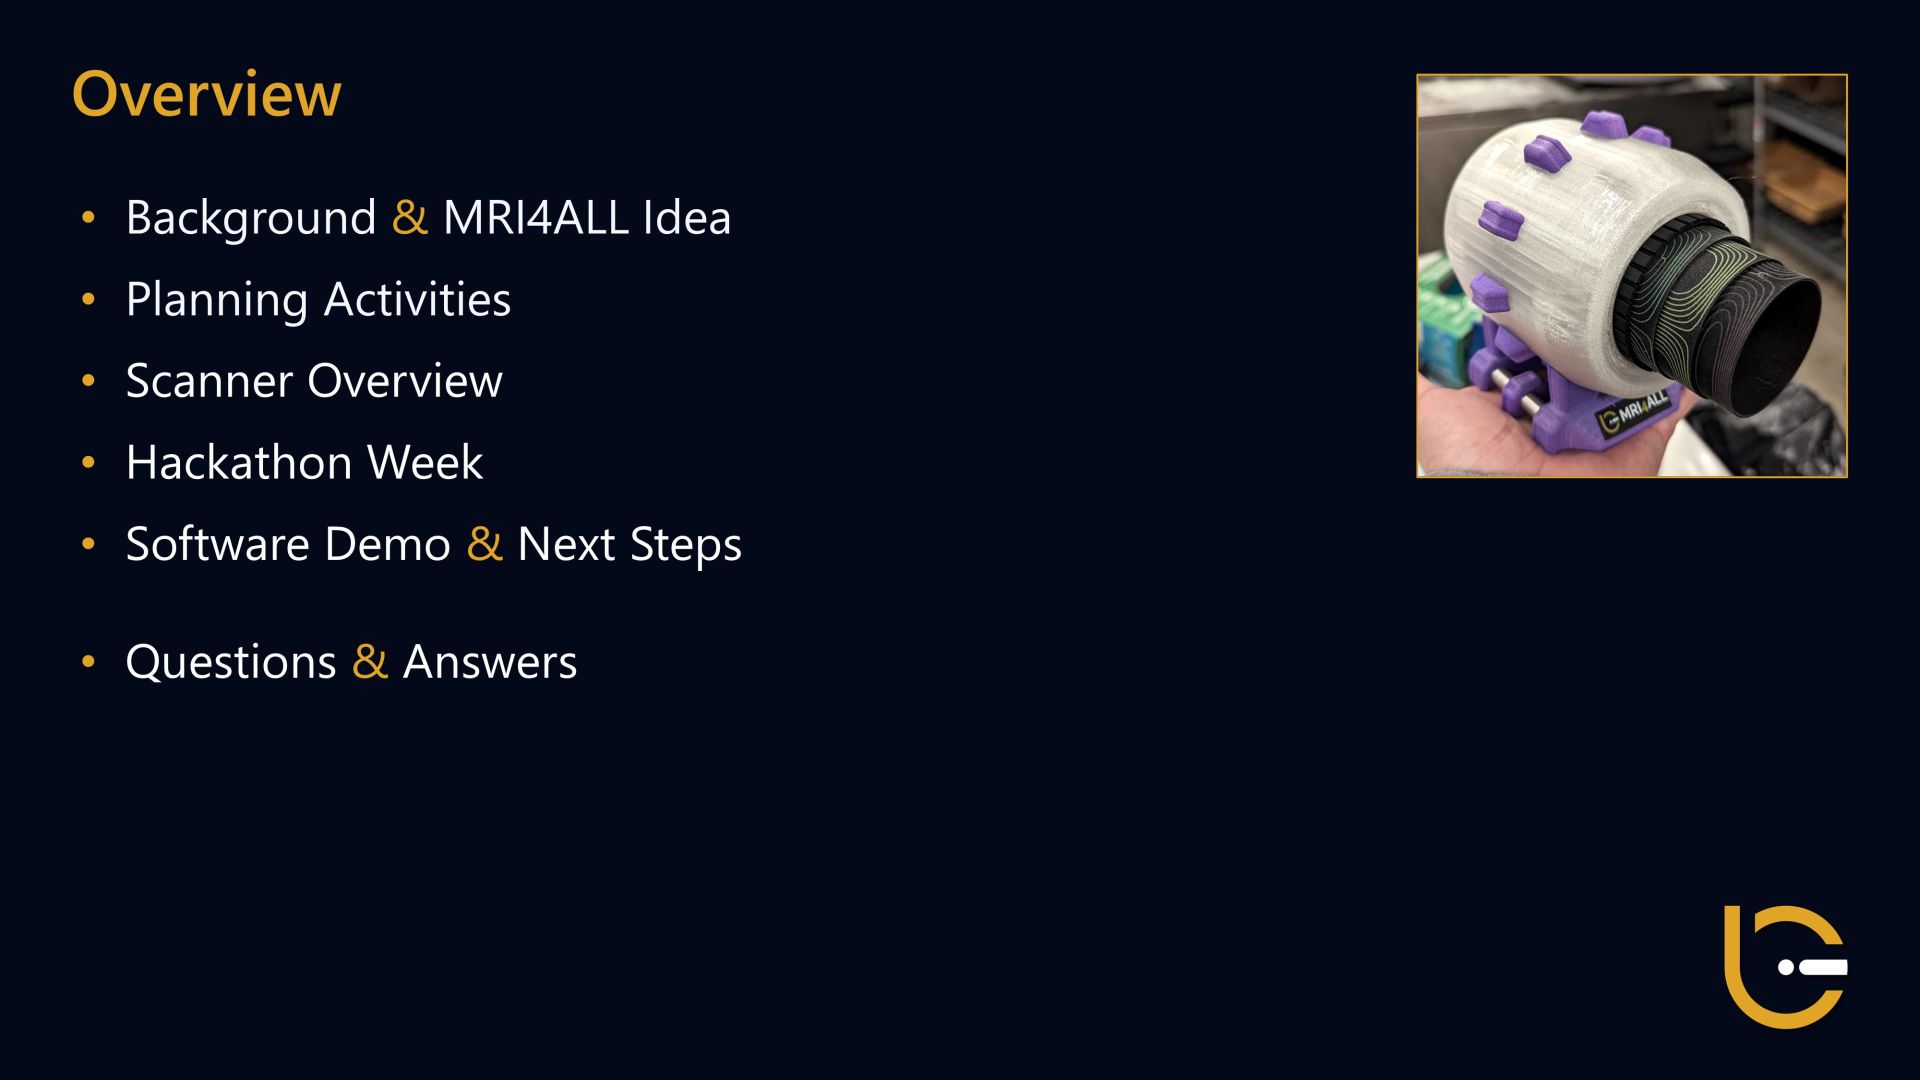 Overview
• Background & MRI4ALL Idea
• Planning Activities
• Scanner Overview
• Hackathon Week
• Software Demo & Next Steps
• Questions & Answers
MRI4ALL